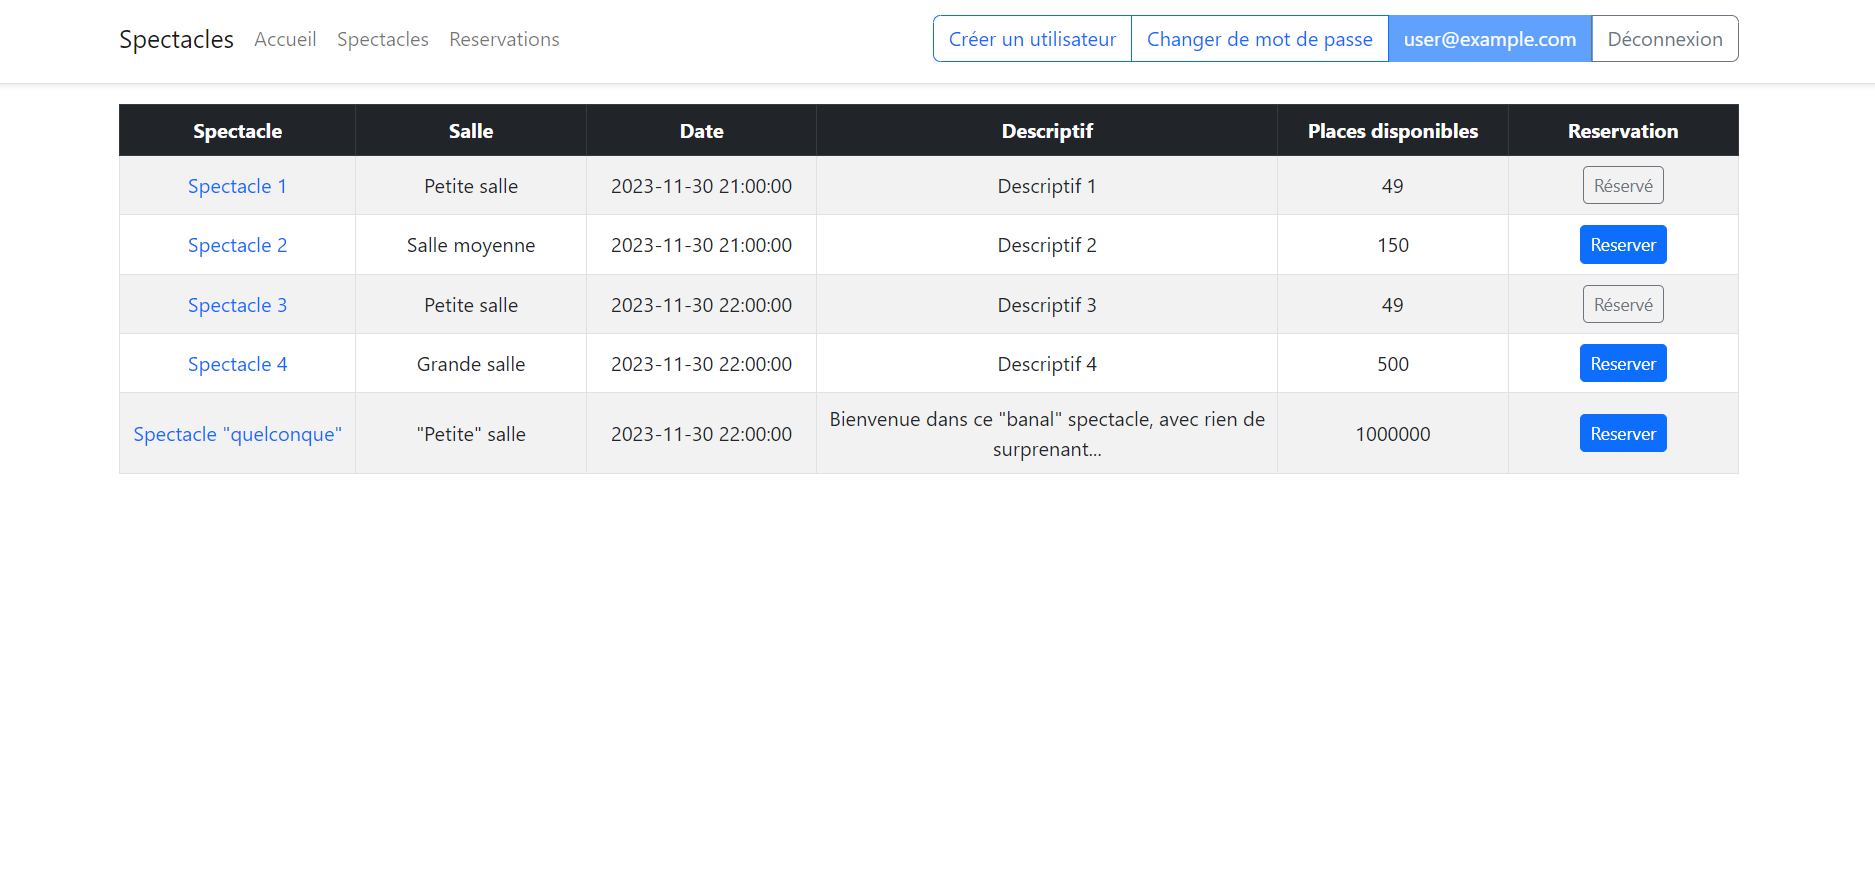 Spectacles Accueil Spectacles Reservations Créer un utilisateur Changer de mot de passe user@example.com Déconnexion
Spectacle Salle Date Descriptif Places disponibles Reservation
Spectacle 1 Petite salle 2023-11-30 21:00:00 Descriptif 1 49 Réservé
Spectacle 2 Salle moyenne 2023-11-30 21:00:00 Descriptif 2 150 Reserver
Spectacle 3 Petite salle 2023-11-30 22:00:00 Descriptif 3 49 Réservé
Spectacle 4 Grande salle 2023-11-30 22:00:00 Descriptif 4 500 Reserver
Spectacle "quelconque" "Petite" salle 2023-11-30 22:00:00 Bienvenue dans ce "banal" spectacle, avec rien de
surprenant... 1000000 Reserver